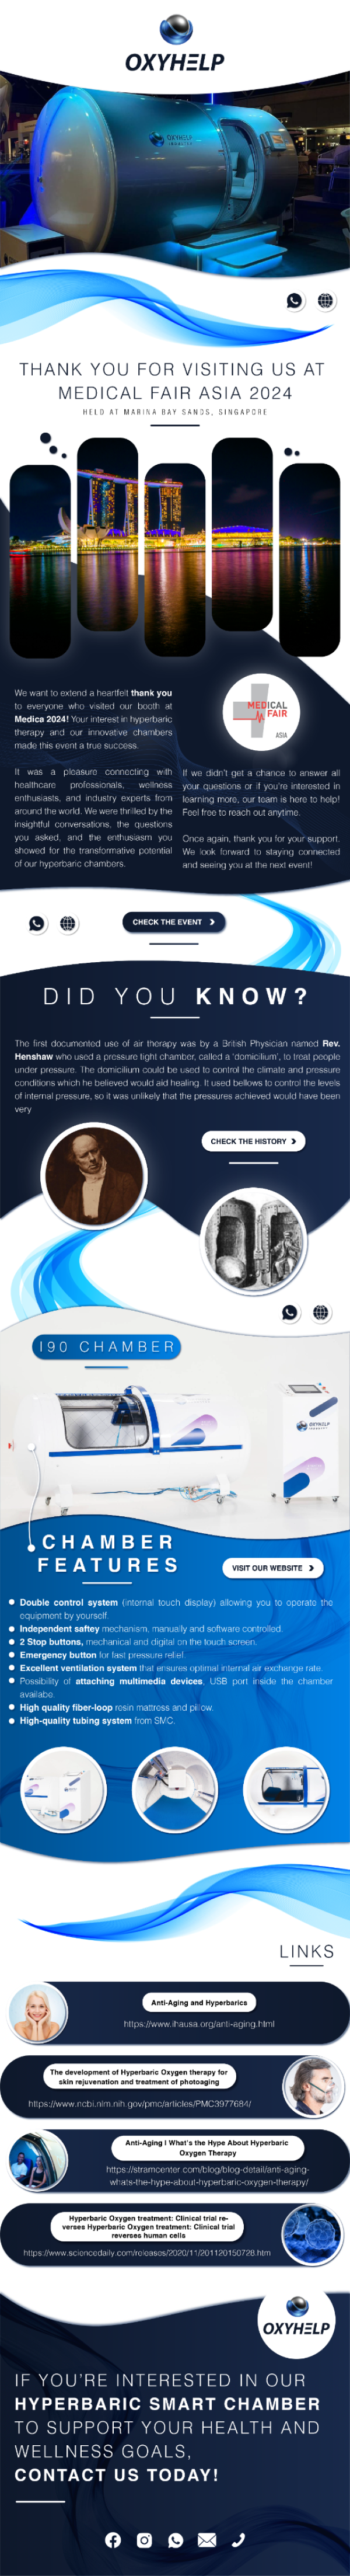 OXYHELP
OXYHELP
INDUSTRY
THANK YOU FOR VISITING US AT
MEDICAL FAIR ASIA 2024
HELD AT MARINA BAY SANDS, SINGAPORE
We want to extend a heartfelt thank you
to everyone who visited our booth at
Medica 2024! Your interest in hyperbaric
therapy and our innovative chambers
made this event a true success.
It was a pleasure connecting with
healthcare professionals, wellness
enthusiasts, and industry experts from
around the world. We were thrilled by the
insightful conversations, the questions
you asked, and the enthusiasm you
showed for the transformative potential
of our hyperbaric chambers.
MEDICAL
FAIR
ASIA
If we didn't get a chance to answer all
your questions or if you're interested in
learning more, our team is here to help!
Feel free to reach out anytime.
Once again, thank you for your support.
We look forward to staying connected
and seeing you at the next event!
CHECK THE EVENT
DID YOU KNOW?
The first documented use of air therapy was by a British Physician named Rev.
Henshaw who used a pressure tight chamber, called a 'domicilium', to treat people
under pressure. The domicilium could be used to control the climate and pressure
conditions which he believed would aid healing. It used bellows to control the levels
of internal pressure, so it was unlikely that the pressures achieved would have been
very
CHECK THE HISTORY
I90 CHAMBER
OXYHELP
INDUSTRY
CHAMBER
FEATURES
VISIT OUR WEBSITE
Double control system (internal touch display) allowing you to operate the
equipment by yourself.
Independent saftey mechanism, manually and software controlled.
2 Stop buttons, mechanical and digital on the touch screen.
Emergency button for fast pressure relief.
Excellent ventilation system that ensures optimal internal air exchange rate.
Possibility of attaching multimedia devices, USB port inside the chamber
availabe.
High quality fiber-loop resin mattress and pillow.
High-quality tubing system from SMC.
LINKS
Anti-Aging and Hyperbarics
https://www.ihausa.org/anti-aging.html
The development of Hyperbaric Oxygen therapy for
skin rejuvenation and treatment of photoaging
https://www.ncbi.nlm.nih.gov/pmc/articles/PMC3977684/
Anti-Aging I What's the Hype About Hyperbaric
Oxygen Therapy
https://stramcenter.com/blog/blog-detail/anti-aging-
whats-the-hype-about-hyperbaric-oxygen-therapy/
Hyperbaric Oxygen treatment: Clinical trial re-
verses Hyperbaric Oxygen treatment: Clinical trial
reverses human cells
https://www.sciencedaily.com/releases/2020/11/201120150728.htm
OXYHELP
IF YOU'RE INTERESTED IN OUR
HYPERBARIC SMART CHAMBER
TO SUPPORT YOUR HEALTH AND
WELLNESS GOALS,
CONTACT US TODAY!